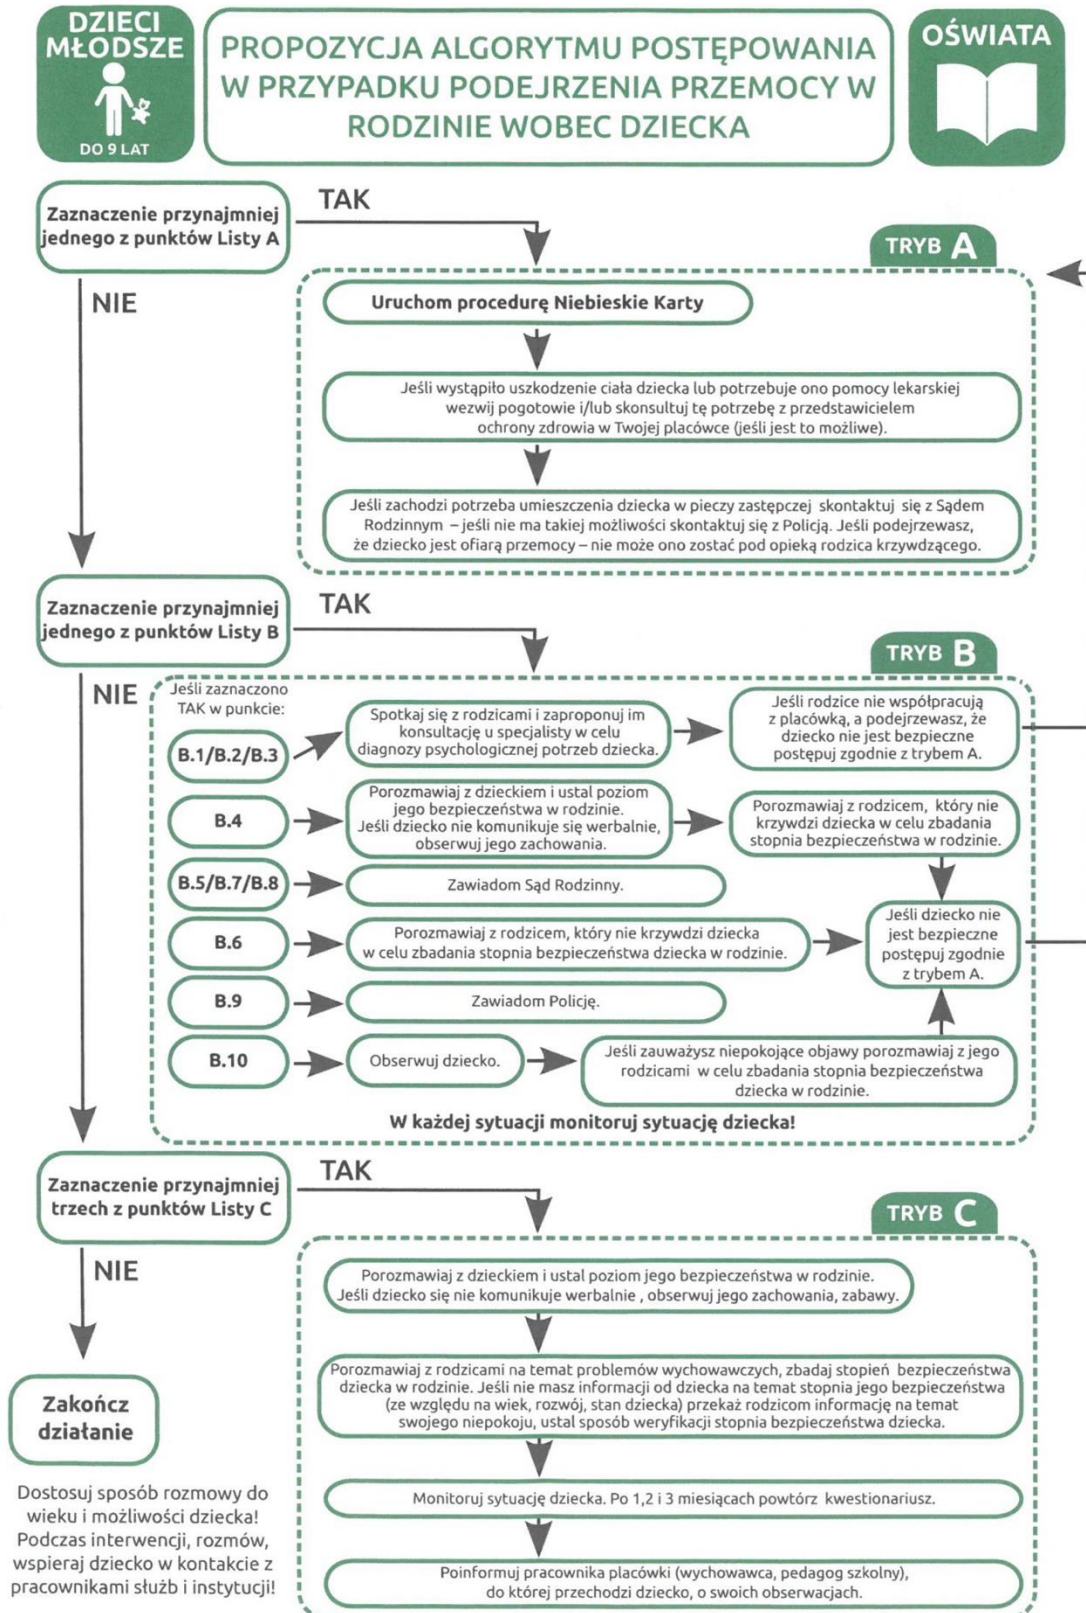 DZIECI
MŁODSZE
DO 9 LAT
PROPOZYCJA ALGORYTMU POSTĘPOWANIA
W PRZYPADKU PODEJRZENIA PRZEMOCY W
RODZINIE WOBEC DZIECKA
OŚWIATA
Zaznaczenie przynajmniej
jednego z punktów Listy A
TAK
NIE
TRYB A
Uruchom procedurę Niebieskie Karty
Jeśli wystąpiło uszkodzenie ciała dziecka lub potrzebuje ono pomocy lekarskiej
wezwij pogotowie i/lub skonsultuj tę potrzebę z przedstawicielem
ochrony zdrowia w Twojej placówce (jeśli jest to możliwe).
Jeśli zachodzi potrzeba umieszczenia dziecka w pieczy zastępczej skontaktuj się z Sądem
Rodzinnym – jeśli nie ma takiej możliwości skontaktuj się z Policją. Jeśli podejrzewasz,
że dziecko jest ofiarą przemocy – nie może ono zostać pod opieką rodzica krzywdzącego.
Zaznaczenie przynajmniej
jednego z punktów Listy B
TAK
NIE
TRYB B
Jeśli zaznaczono
TAK w punkcie:
B.1/B.2/B.3
Spotkaj się z rodzicami i zaproponuj im
konsultację u specjalisty w celu
diagnozy psychologicznej potrzeb dziecka.
Jeśli rodzice nie współpracują
z placówką, a podejrzewasz, że
dziecko nie jest bezpieczne
postępuj zgodnie z trybem A.
B.4
Porozmawiaj z dzieckiem i ustal poziom
jego bezpieczeństwa w rodzinie.
Jeśli dziecko nie komunikuje się werbalnie,
obserwuj jego zachowania.
Porozmawiaj z rodzicem, który nie
krzywdzi dziecka w celu zbadania
stopnia bezpieczeństwa w rodzinie.
B.5/B.7/B.8
Zawiadom Sąd Rodzinny.
B.6
Porozmawiaj z rodzicem, który nie krzywdzi dziecka
w celu zbadania stopnia bezpieczeństwa dziecka w rodzinie.
Jeśli dziecko nie
jest bezpieczne
postępuj zgodnie
z trybem A.
B.9
Zawiadom Policję.
B.10
Obserwuj dziecko.
Jeśli zauważysz niepokojące objawy porozmawiaj z jego
rodzicami w celu zbadania stopnia bezpieczeństwa
dziecka w rodzinie.
W każdej sytuacji monitoruj sytuację dziecka!
Zaznaczenie przynajmniej
trzech z punktów Listy C
TAK
NIE
TRYB C
Porozmawiaj z dzieckiem i ustal poziom jego bezpieczeństwa w rodzinie.
Jeśli dziecko się nie komunikuje werbalnie , obserwuj jego zachowania, zabawy.
Porozmawiaj z rodzicami na temat problemów wychowawczych, zbadaj stopień bezpieczeństwa
dziecka w rodzinie. Jeśli nie masz informacji od dziecka na temat stopnia jego bezpieczeństwa
(ze względu na wiek, rozwój, stan dziecka) przekaż rodzicom informację na temat
swojego niepokoju, ustal sposób weryfikacji stopnia bezpieczeństwa dziecka.
Monitoruj sytuację dziecka. Po 1,2 i 3 miesiącach powtórz kwestionariusz.
Poinformuj pracownika placówki (wychowawca, pedagog szkolny),
do której przechodzi dziecko, o swoich obserwacjach.
Zakończ
działanie
Dostosuj sposób rozmowy do
wieku i możliwości dziecka!
Podczas interwencji, rozmów,
wspieraj dziecko w kontakcie z
pracownikami służb i instytucji!